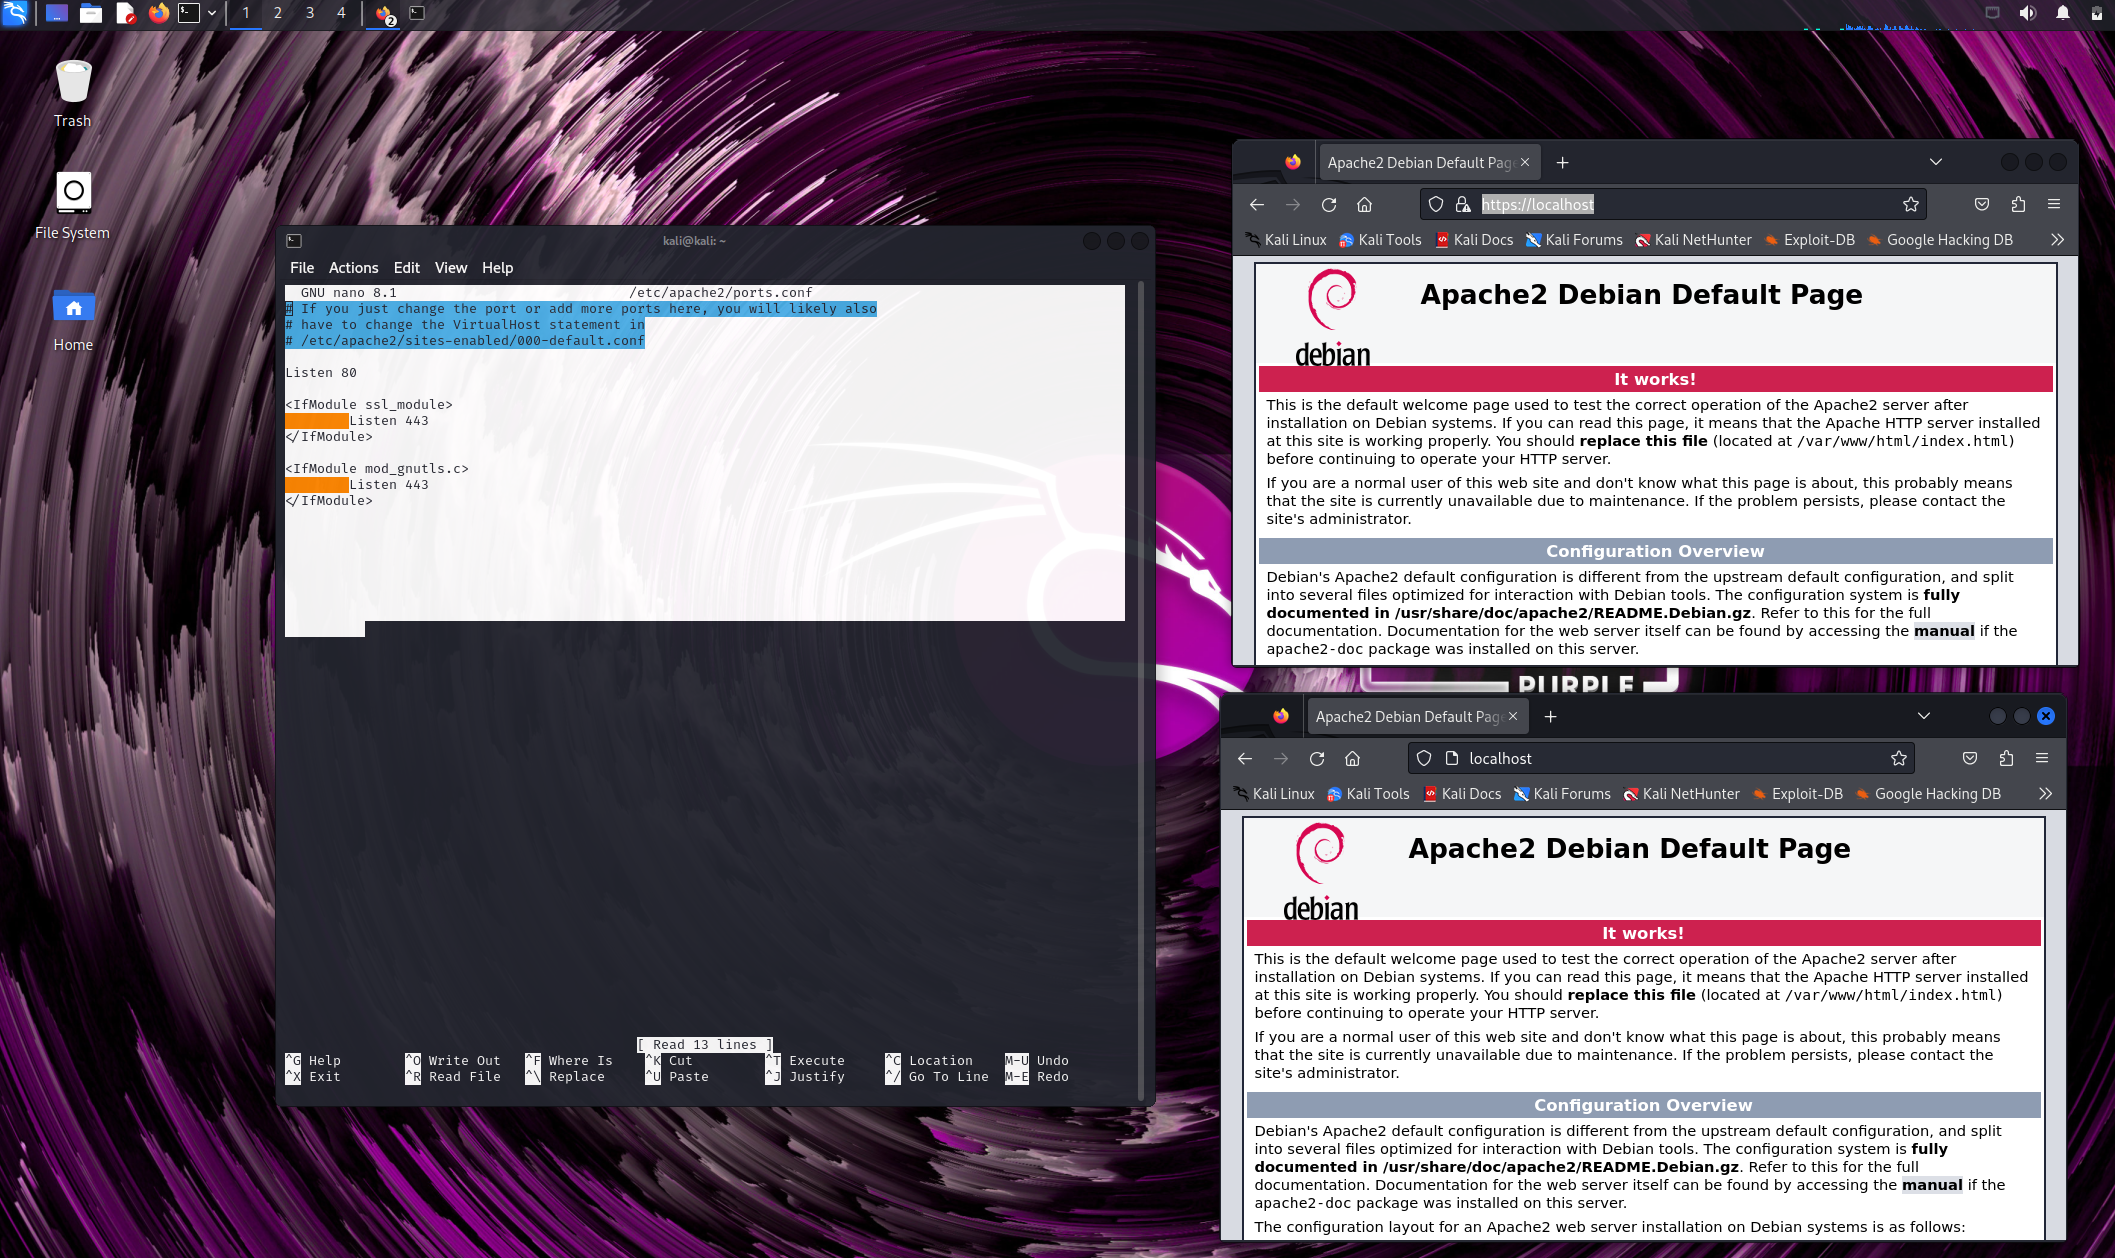 1 2 3 4 2
Trash
File System
Home
kali@kali: ~
File Actions Edit View Help
GNU nano 8.1 /etc/apache2/ports.conf
# If you just change the port or add more ports here, you will likely also
# have to change the VirtualHost statement in
# /etc/apache2/sites-enabled/000-default.conf
Listen 80
<IfModule ssl_module>
Listen 443
</IfModule>
<IfModule mod_gnutls.c>
Listen 443
</IfModule>
[ Read 13 lines ]
^G Help ^O Write Out ^F Where Is ^K Cut ^T Execute ^C Location M-U Undo
^X Exit ^R Read File ^\ Replace ^U Paste ^J Justify ^/ Go To Line M-E Redo
Apache2 Debian Default Page
https://localhost
Kali Linux Kali Tools Kali Docs Kali Forums Kali NetHunter Exploit-DB Google Hacking DB
Apache2 Debian Default Page
debian
It works!
This is the default welcome page used to test the correct operation of the Apache2 server after
installation on Debian systems. If you can read this page, it means that the Apache HTTP server installed
at this site is working properly. You should replace this file (located at /var/www/html/index.html)
before continuing to operate your HTTP server.
If you are a normal user of this web site and don't know what this page is about, this probably means
that the site is currently unavailable due to maintenance. If the problem persists, please contact the
site's administrator.
Configuration Overview
Debian's Apache2 default configuration is different from the upstream default configuration, and split
into several files optimized for interaction with Debian tools. The configuration system is fully
documented in /usr/share/doc/apache2/README.Debian.gz. Refer to this for the full
documentation. Documentation for the web server itself can be found by accessing the manual if the
apache2-doc package was installed on this server.
PURPLE
Apache2 Debian Default Page
localhost
Kali Linux Kali Tools Kali Docs Kali Forums Kali NetHunter Exploit-DB Google Hacking DB
Apache2 Debian Default Page
debian
It works!
This is the default welcome page used to test the correct operation of the Apache2 server after
installation on Debian systems. If you can read this page, it means that the Apache HTTP server installed
at this site is working properly. You should replace this file (located at /var/www/html/index.html)
before continuing to operate your HTTP server.
If you are a normal user of this web site and don't know what this page is about, this probably means
that the site is currently unavailable due to maintenance. If the problem persists, please contact the
site's administrator.
Configuration Overview
Debian's Apache2 default configuration is different from the upstream default configuration, and split
into several files optimized for interaction with Debian tools. The configuration system is fully
documented in /usr/share/doc/apache2/README.Debian.gz. Refer to this for the full
documentation. Documentation for the web server itself can be found by accessing the manual if the
apache2-doc package was installed on this server.
The configuration layout for an Apache2 web server installation on Debian systems is as follows: